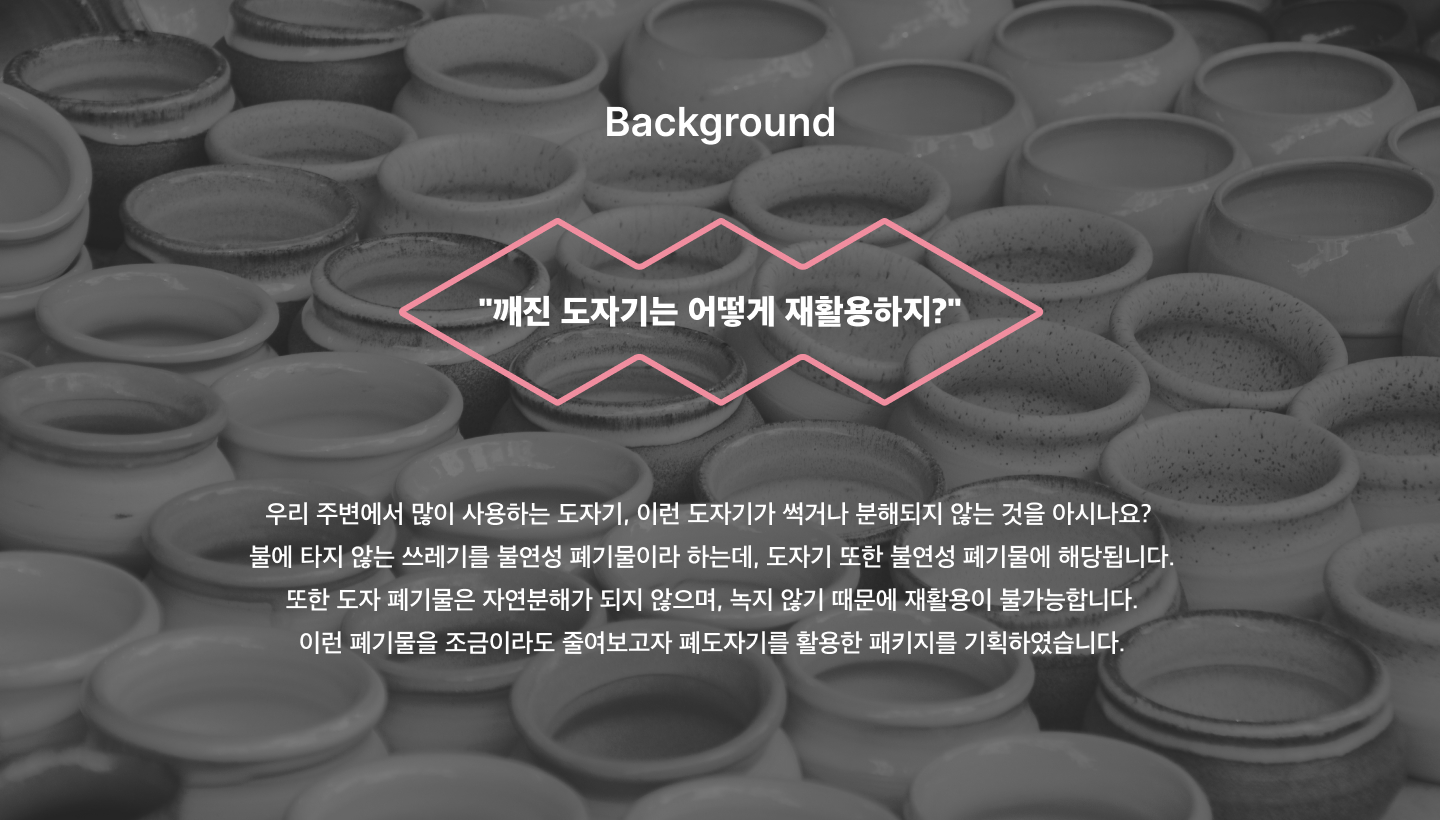 Background
"깨진 도자기는 어떻게 재활용하지?"
우리 주변에서 많이 사용하는 도자기, 이런 도자기가 썩거나 분해되지 않는 것을 아시나요?
불에 타지 않는 쓰레기를 불연성 폐기물이라 하는데, 도자기 또한 불연성 폐기물에 해당됩니다.
또한 도자 폐기물은 자연분해가 되지 않으며, 녹지 않기 때문에 재활용이 불가능합니다.
이런 폐기물을 조금이라도 줄여보고자 폐도자기를 활용한 패키지를 기획하였습니다.